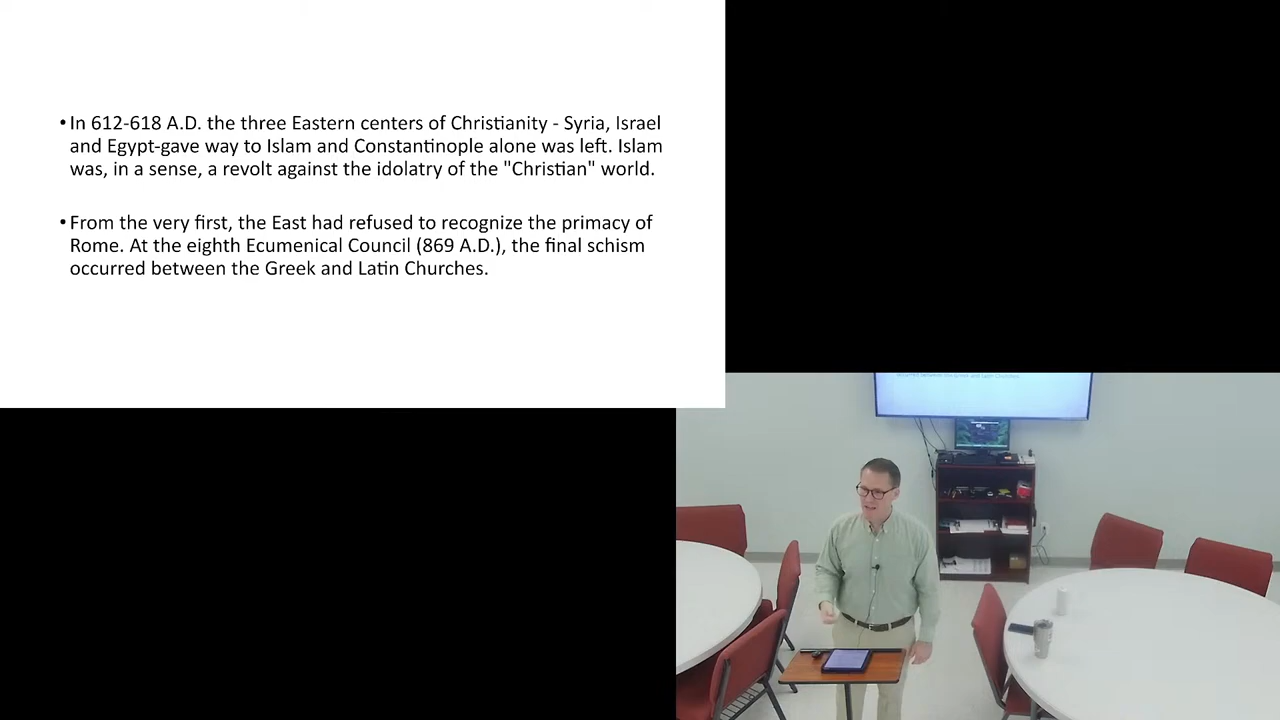 • In 612-618 A.D. the three Eastern centers of Christianity - Syria, Israel
and Egypt-gave way to Islam and Constantinople alone was left. Islam
was, in a sense, a revolt against the idolatry of the "Christian" world.
• From the very first, the East had refused to recognize the primacy of
Rome. At the eighth Ecumenical Council (869 A.D.), the final schism
occurred between the Greek and Latin Churches.